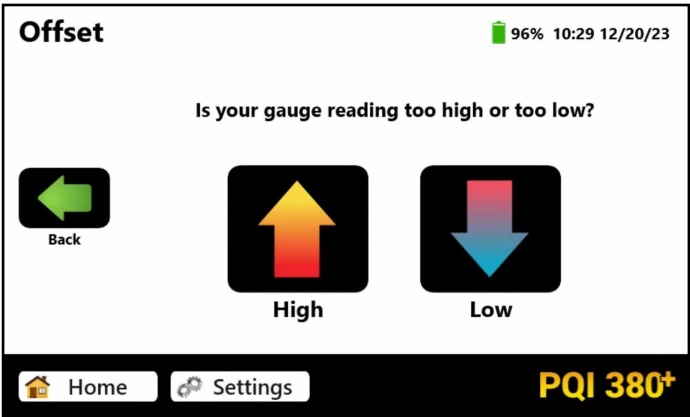 Offset
96% 10:29 12/20/23
Is your gauge reading too high or too low?
Back
High
Low
Home
Settings
PQI 380+